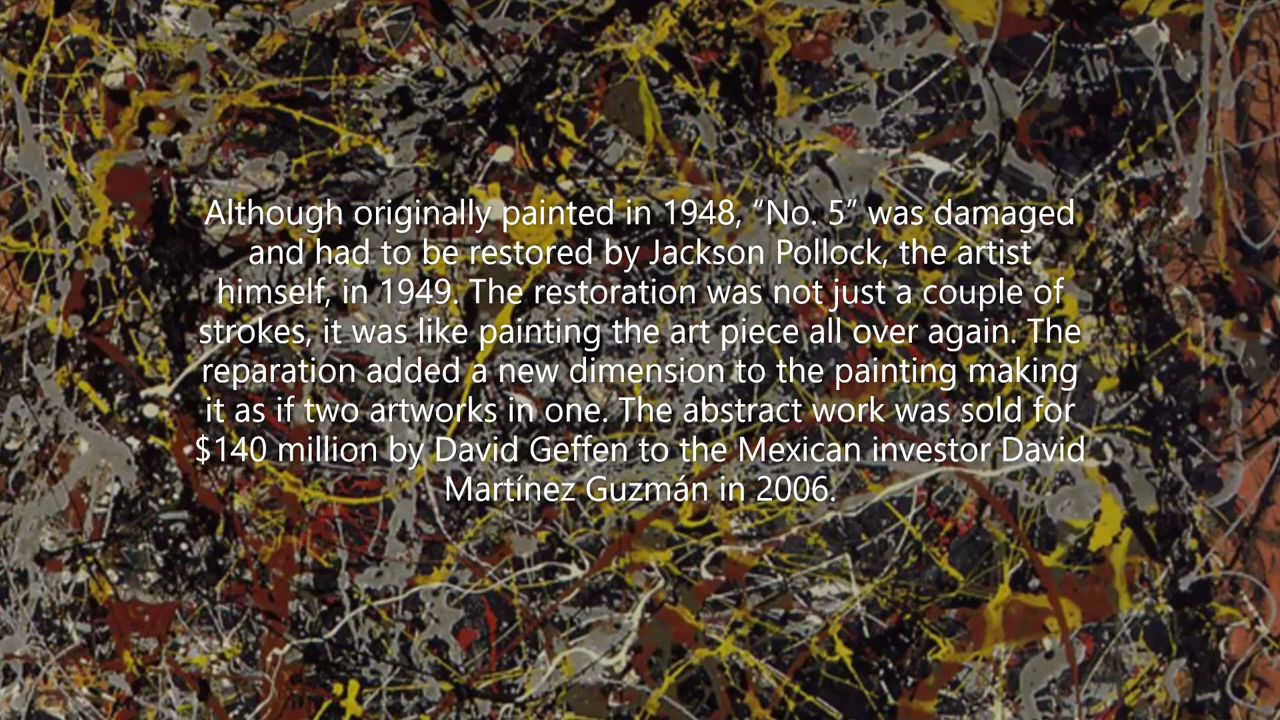 Although originally painted in 1948, “No. 5” was damaged
and had to be restored by Jackson Pollock, the artist
himself, in 1949. The restoration was not just a couple of
strokes, it was like painting the art piece all over again. The
reparation added a new dimension to the painting making
it as if two artworks in one. The abstract work was sold for
$140 million by David Geffen to the Mexican investor David
Martínez Guzmán in 2006.